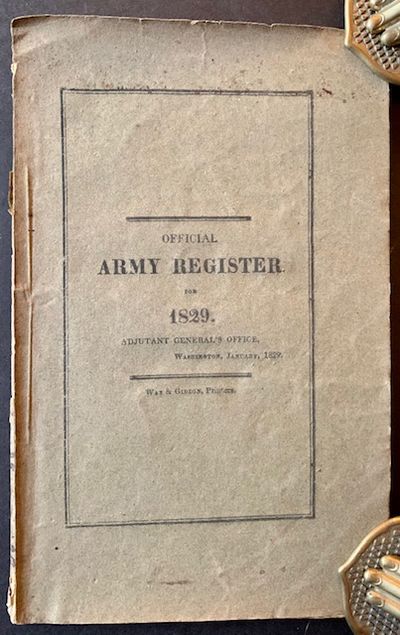 OFFICIAL
ARMY REGISTER
FOR
1829.
ADJUTANT GENERAL'S OFFICE,
WASHINGTON, JANUARY, 1829.
WAY & GIDEON, PRINTERS.